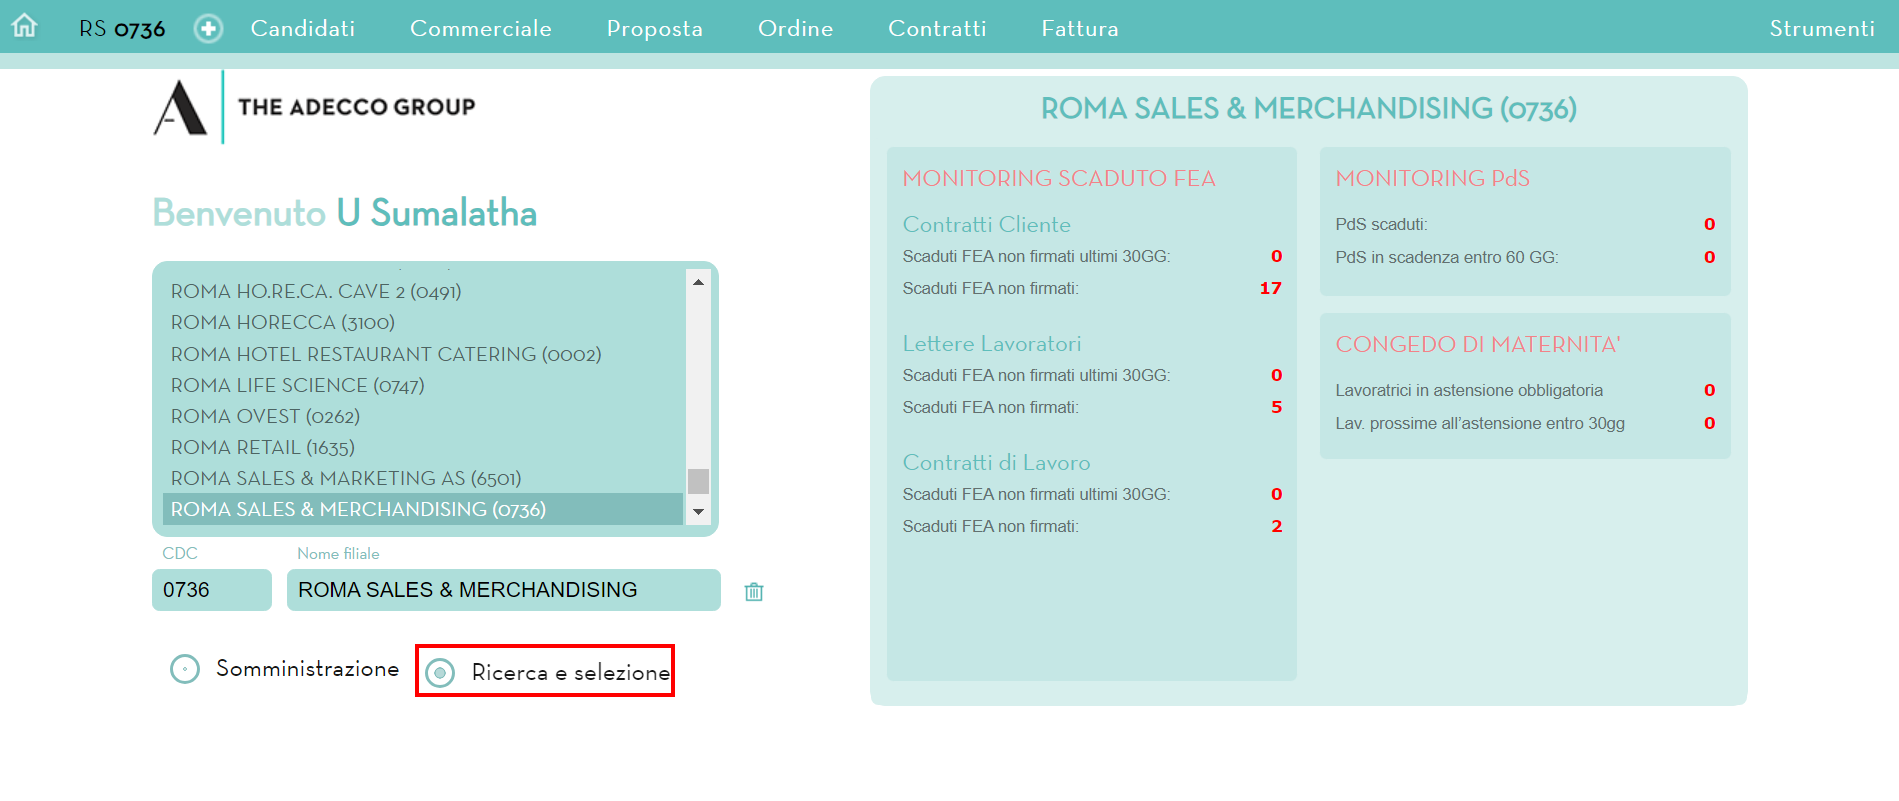 RS 0736
Candidati
Commerciale
Proposta
Ordine
Contratti
Fattura
Strumenti
THE ADECCO GROUP
Benvenuto U Sumalatha
ROMA HO.RE.CA. CAVE 2 (0491)
ROMA HORECCA (3100)
ROMA HOTEL RESTAURANT CATERING (0002)
ROMA LIFE SCIENCE (0747)
ROMA OVEST (0262)
ROMA RETAIL (1635)
ROMA SALES & MARKETING AS (6501)
ROMA SALES & MERCHANDISING (0736)
CDC
Nome filiale
0736
ROMA SALES & MERCHANDISING
Somministrazione
Ricerca e selezione
ROMA SALES & MERCHANDISING (0736)
MONITORING SCADUTO FEA
Contratti Cliente
Scaduti FEA non firmati ultimi 30GG: 0
Scaduti FEA non firmati: 17
Lettere Lavoratori
Scaduti FEA non firmati ultimi 30GG: 0
Scaduti FEA non firmati: 5
Contratti di Lavoro
Scaduti FEA non firmati ultimi 30GG: 0
Scaduti FEA non firmati: 2
MONITORING PdS
PdS scaduti: 0
PdS in scadenza entro 60 GG: 0
CONGEDO DI MATERNITA'
Lavoratrici in astensione obbligatoria 0
Lav. prossime all’astensione entro 30gg 0